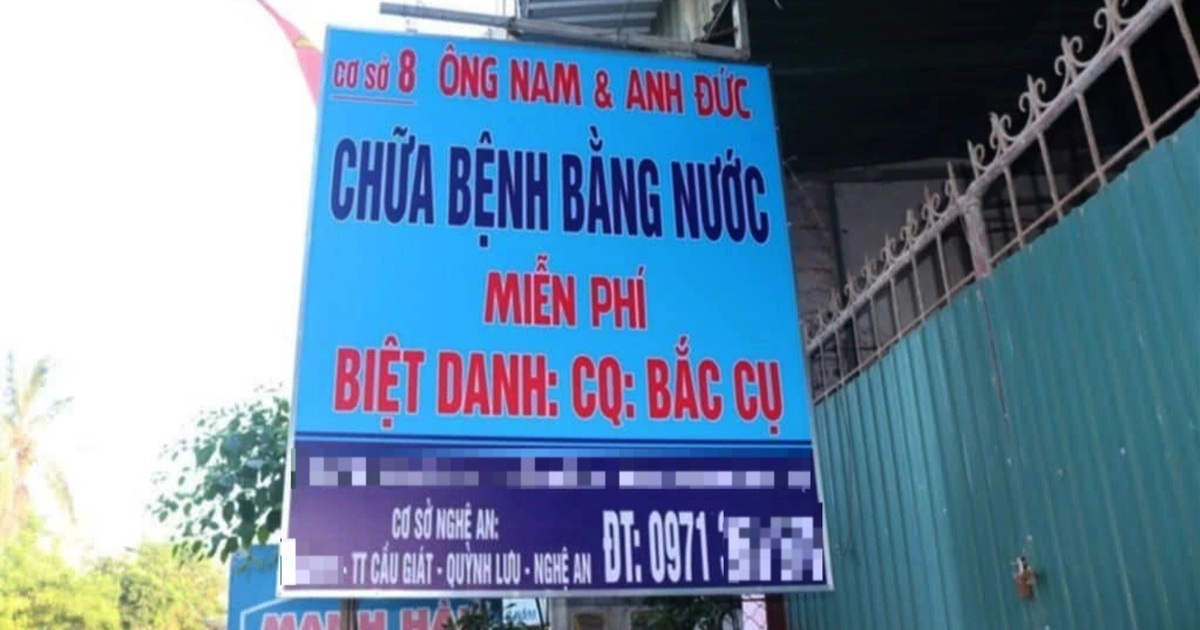 CƠ SỞ 8 ÔNG NAM & ANH ĐỨC
CHỮA BỆNH BẰNG NƯỚC
MIỄN PHÍ
BIỆT DANH: CQ: BẮC CỤ
CƠ SỞ NGHỆ AN:
- TT CẦU GIÁT - QUỲNH LƯU - NGHỆ AN
ĐT: 0971